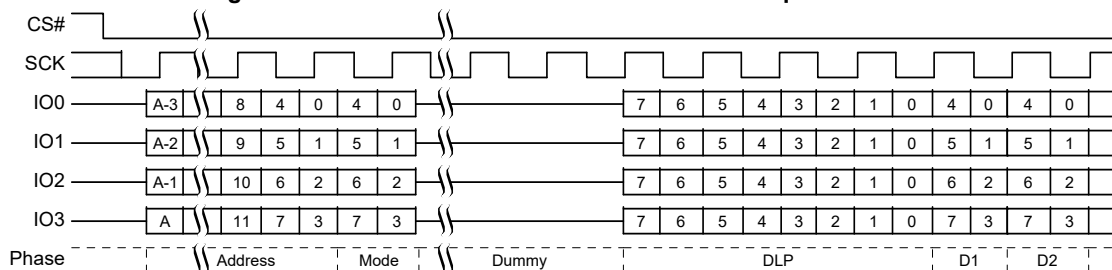 CS#
SCK
IO0 A-3 8 4 0 4 0 7 6 5 4 3 2 1 0 4 0 4 0
IO1 A-2 9 5 1 5 1 7 6 5 4 3 2 1 0 5 1 5 1
IO2 A-1 10 6 2 6 2 7 6 5 4 3 2 1 0 6 2 6 2
IO3 A 11 7 3 7 3 7 6 5 4 3 2 1 0 7 3 7 3
Phase Address Mode Dummy DLP D1 D2